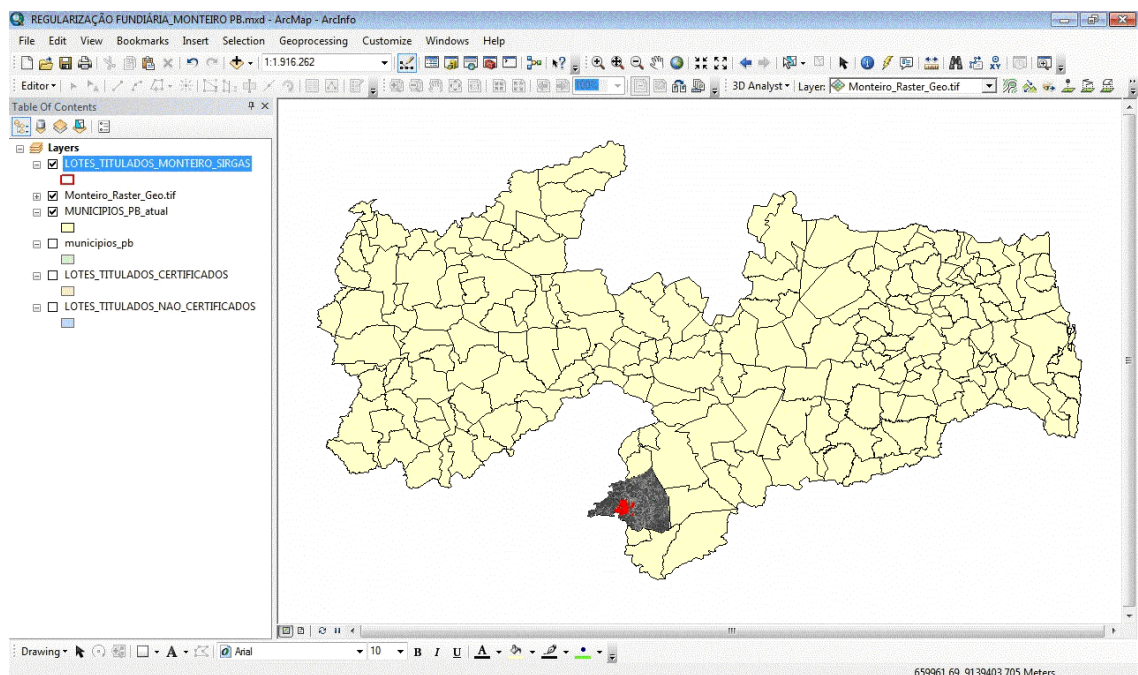 REGULARIZAÇÃO FUNDIÁRIA_MONTEIRO PB.mxd - ArcMap - ArcInfo
File Edit View Bookmarks Insert Selection Geoprocessing Customize Windows Help
1:1.916.262
Editor 100% 3D Analyst Layer: Monteiro_Raster_Geo.tif
Table Of Contents
Layers
LOTES_TITULADOS_MONTEIRO_SIRGAS
Monteiro_Raster_Geo.tif
MUNICIPIOS_PB_atual
municipios_pb
LOTES_TITULADOS_CERTIFICADOS
LOTES_TITULADOS_NAO_CERTIFICADOS
Drawing A Arial 10 B I U A
659961,69 9139403,705 Meters